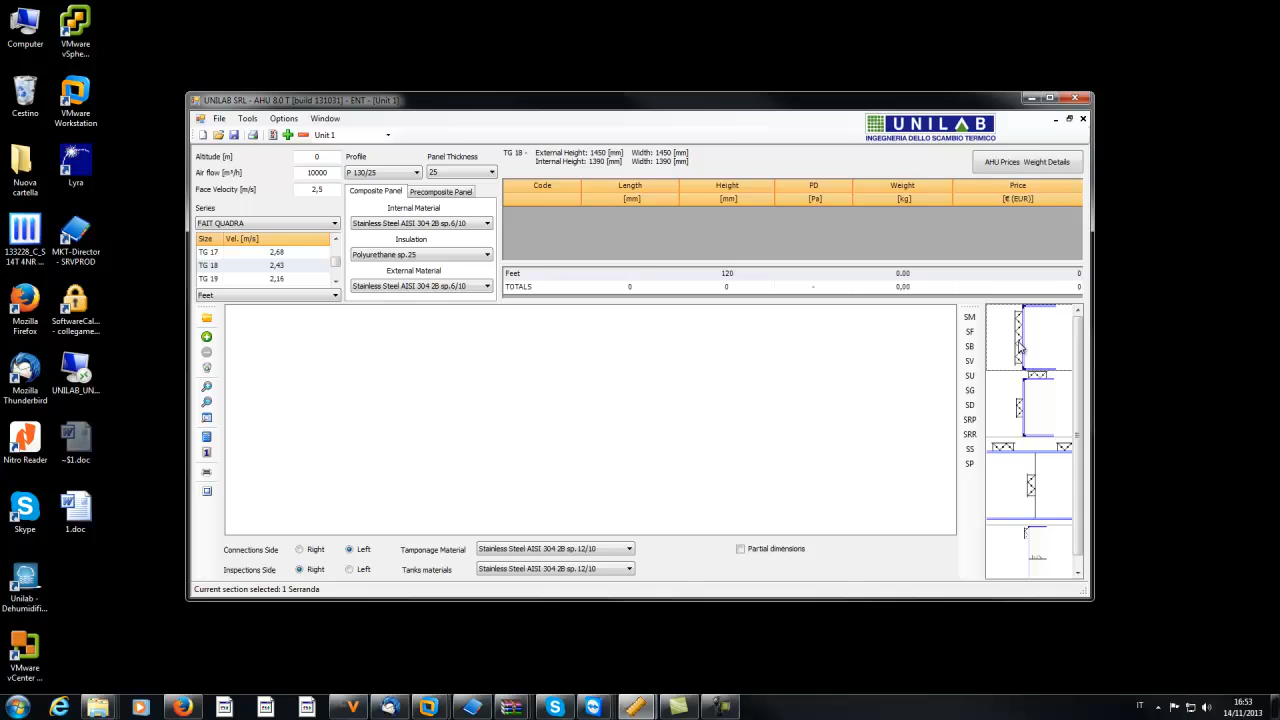 Computer
VMware
vSphe...
Cestino
VMware
Workstation
Nuova
cartella
Lyra
133228_C_S
14T 4NR ...
MKT-Director
- SRVPROD
Mozilla
Firefox
SoftwareCal...
- collegame...
Mozilla
Thunderbird
UNILAB_UN...
Nitro Reader
~$1.doc
Skype
1.doc
Unilab -
Dehumidifi...
VMware
vCenter ...
UNILAB SRL - AHU 8.0 T [build 131031] - ENT - [Unit 1]
File Tools Options Window
Unit 1
UNILAB
INGEGNERIA DELLO SCAMBIO TERMICO
Altitude [m] 0 Profile Panel Thickness
Air flow [m³/h] 10000 P 130/25 25
Face Velocity [m/s] 2,5
Composite Panel Precomposite Panel
Series
FAIT QUADRA
Size Vel. [m/s]
TG 17 2,68
TG 18 2,43
TG 19 2,16
Feet
Internal Material
Stainless Steel AISI 304 2B sp.6/10
Insulation
Polyurethane sp.25
External Material
Stainless Steel AISI 304 2B sp.6/10
TG 18 - External Height: 1450 [mm] Width: 1450 [mm]
Internal Height: 1390 [mm] Width: 1390 [mm]
AHU Prices Weight Details
Code Length Height PD Weight Price
[mm] [mm] [Pa] [kg] [€ (EUR)]
Feet 120 0.00 0
TOTALS 0 0 - 0,00 0
1
SM
SF
SB
SV
SU
SG
SD
SRP
SRR
SS
SP
Connections Side Right Left Tamponage Material Stainless Steel AISI 304 2B sp.12/10 Partial dimensions
Inspections Side Right Left Tanks materials Stainless Steel AISI 304 2B sp.12/10
Current section selected: 1 Serranda
IT
16:53
14/11/2013